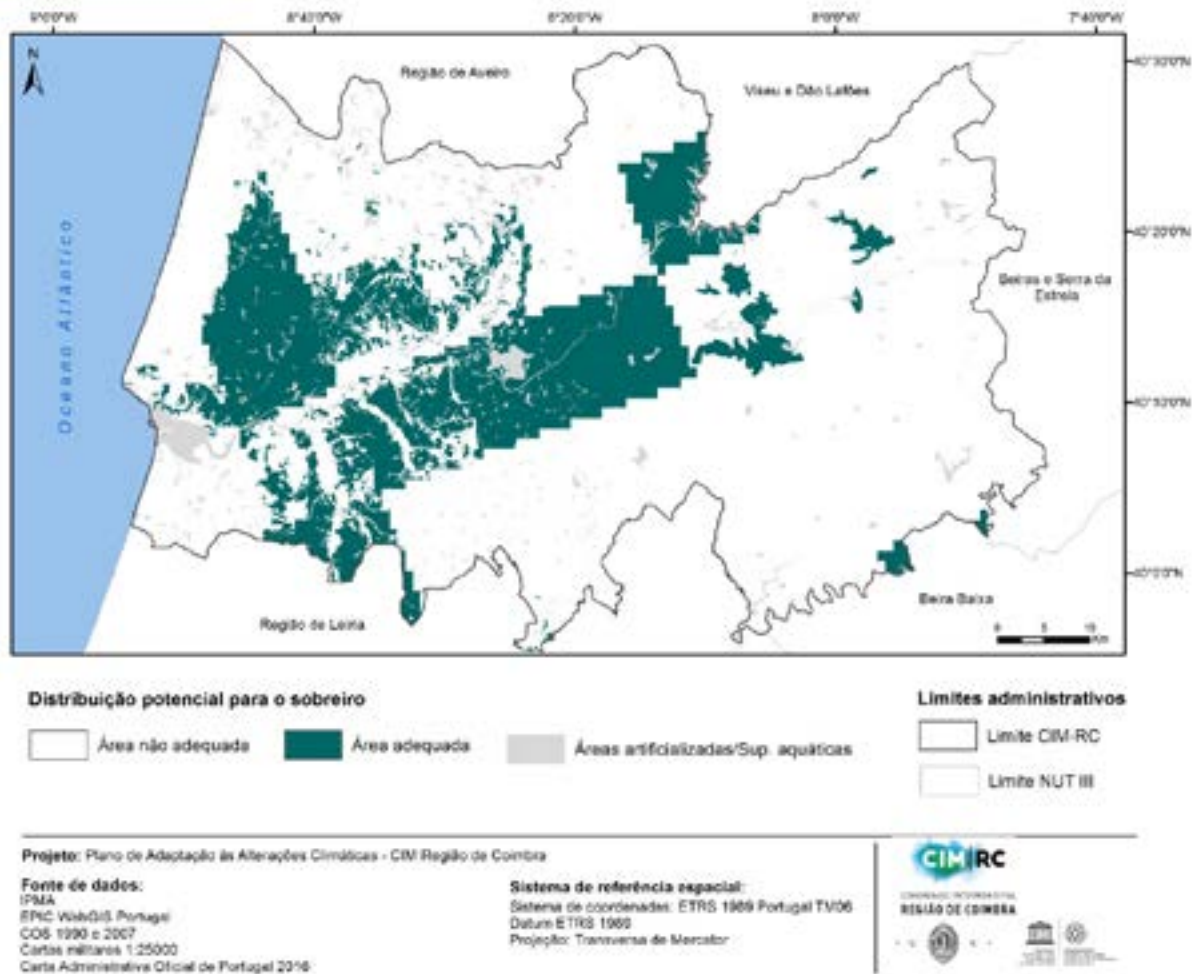 9°0'0"W 8°40'0"W 8°20'0"W 8°0'0"W 7°40'0"W
N
Região de Aveiro
Viseu e Dão Lafões
40°30'0"N
40°20'0"N
Oceano Atlântico
Beiras e Serra da
Estrela
40°10'0"N
40°0'0"N
Beira Baixa
Região de Leiria
0 5 10
Km
Distribuição potencial para o sobreiro
Área não adequada
Área adequada
Áreas artificializadas/Sup. aquáticas
Limites administrativos
Limite CIM-RC
Limite NUT III
Projeto: Plano de Adaptação às Alterações Climáticas - CIM Região de Coimbra
Fonte de dados:
IPMA
EPIC WebGIS Portugal
COS 1990 e 2007
Cartas militares 1:25000
Carta Administrativa Oficial de Portugal 2016
Sistema de referência espacial:
Sistema de coordenadas: ETRS 1989 Portugal TM06
Datum ETRS 1989
Projeção: Transversa de Mercator
CIM RC
COMUNIDADE INTERMUNICIPAL
REGIÃO DE COIMBRA